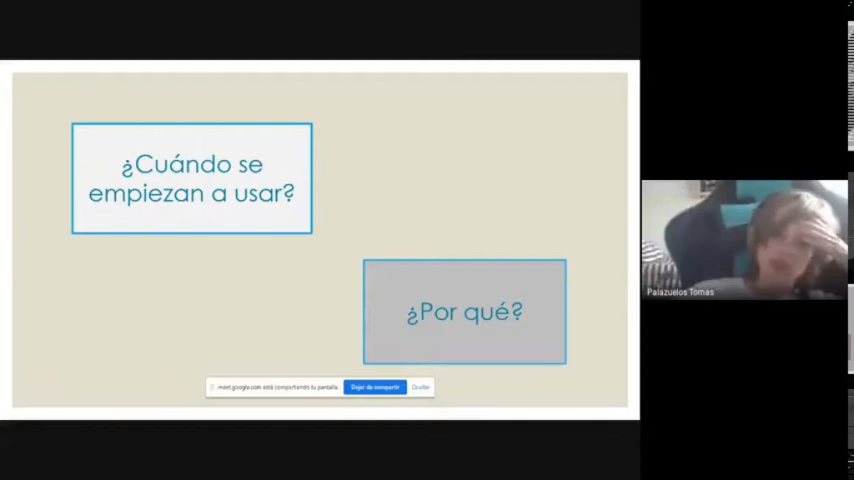 ¿Cuándo se
empiezan a usar?
¿Por qué?
Palazuelos Tomas
meet.google.com está compartiendo tu pantalla. Dejar de compartir Ocultar